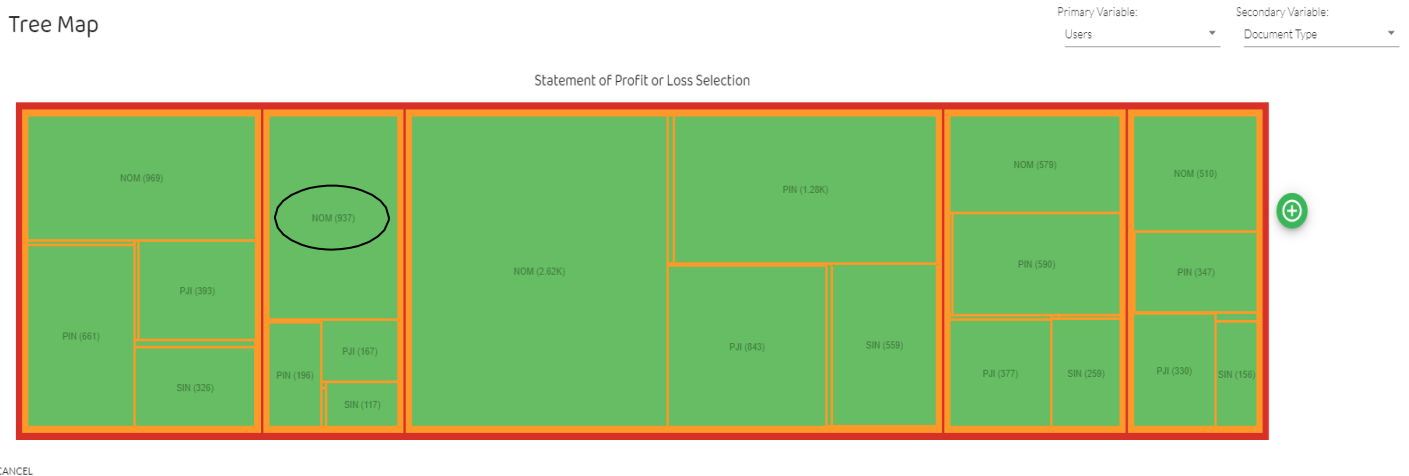 Tree Map
Primary Variable:
Users
Secondary Variable:
Document Type
Statement of Profit or Loss Selection
NOM (969)
PIN (661)
PJI (393)
SIN (326)
NOM (937)
PIN (196)
PJI (167)
SIN (117)
NOM (2.62K)
PIN (1.28K)
PJI (843)
SIN (559)
NOM (579)
PIN (590)
PJI (377)
SIN (259)
NOM (510)
PIN (347)
PJI (330)
SIN (156)
CANCEL